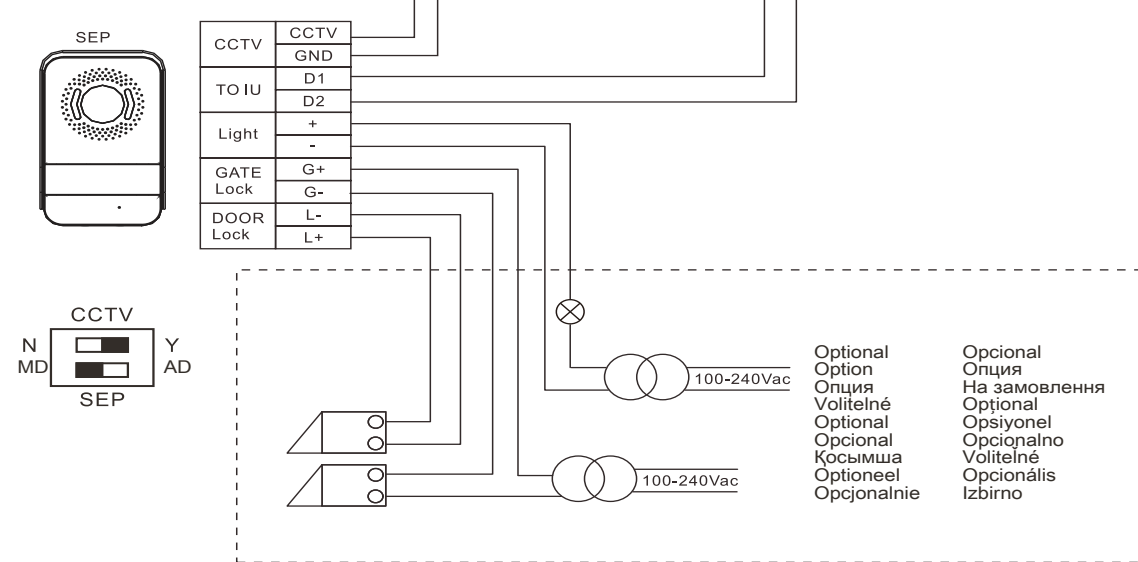 SEP
CCTV
CCTV
GND
TO IU
D1
D2
Light
+
-
GATE
Lock
G+
G-
DOOR
Lock
L-
L+
CCTV
N
Y
MD
AD
SEP
100-240Vac
100-240Vac
Optional
Option
Опция
Volitelné
Optional
Opcional
Қосымша
Optioneel
Opcjonalnie
Opcional
Опция
На замовлення
Opțional
Opsiyonel
Opcionalno
Voliteľné
Opcionális
Izbirno